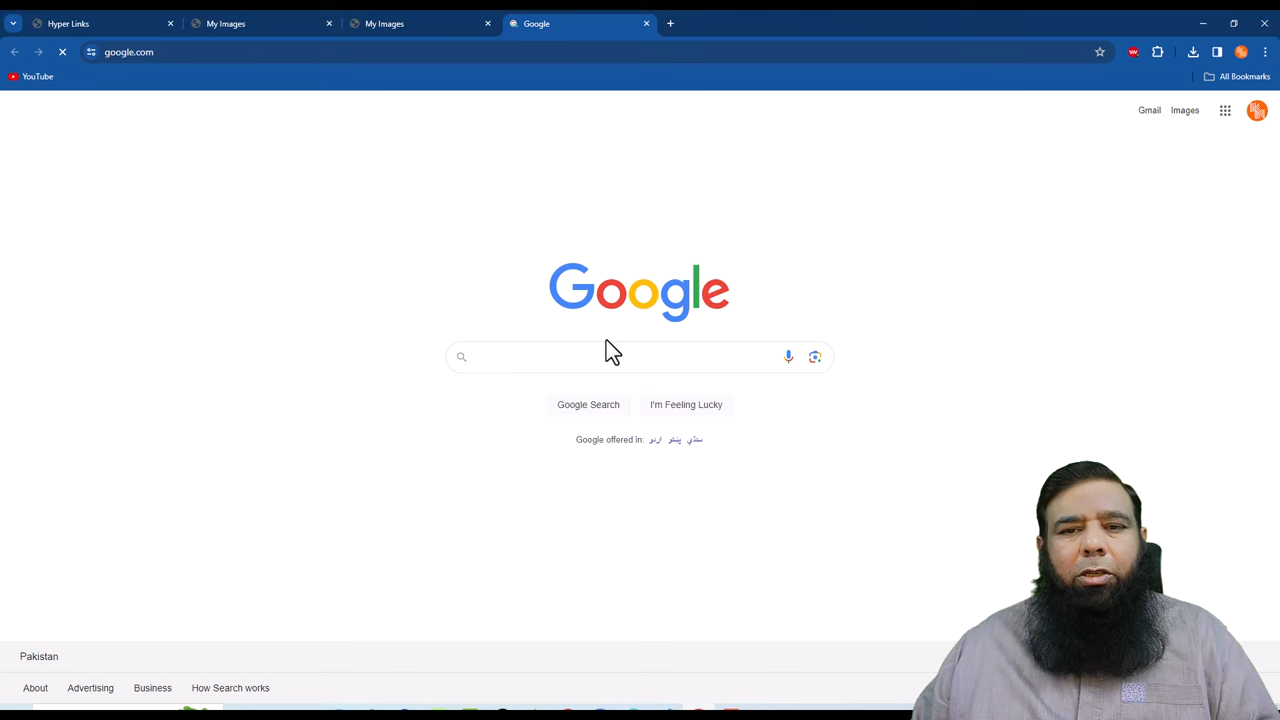 Hyper Links
My Images
My Images
Google
google.com
YouTube
All Bookmarks
Gmail Images
Google
Google Search I'm Feeling Lucky
Google offered in: اردو پښتو سنڌي
Pakistan
About Advertising Business How Search works